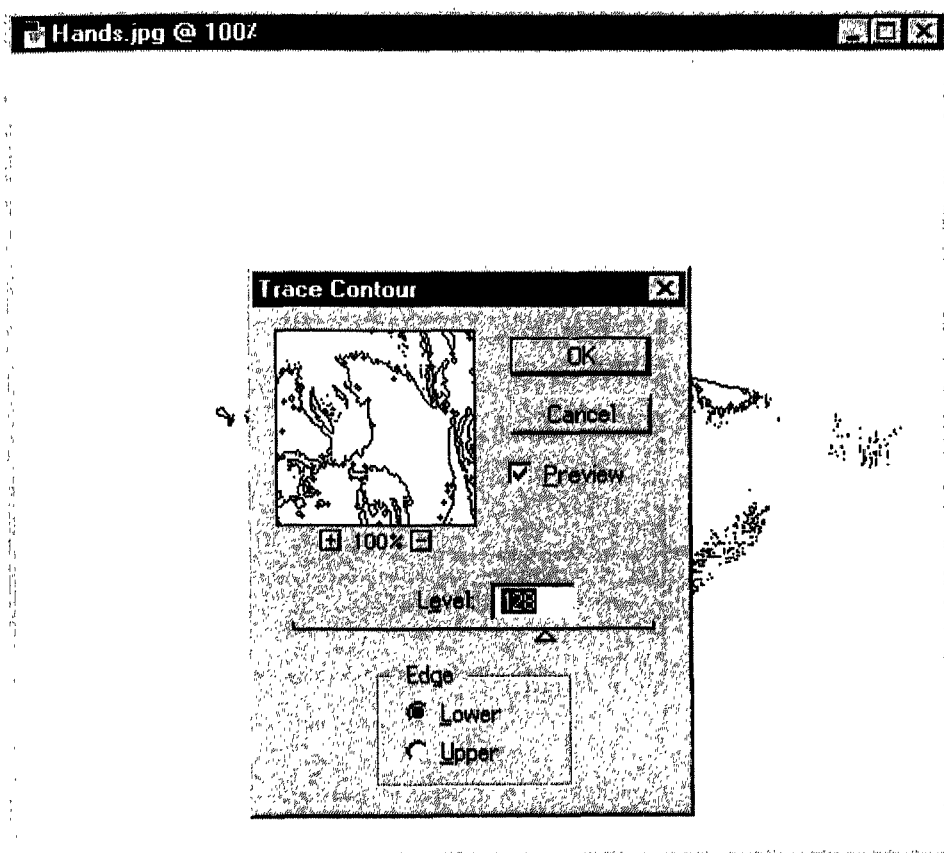 Hands.jpg @ 100%
Trace Contour
OK
Cancel
Preview
100%
Level: 128
Edge
Lower
Upper